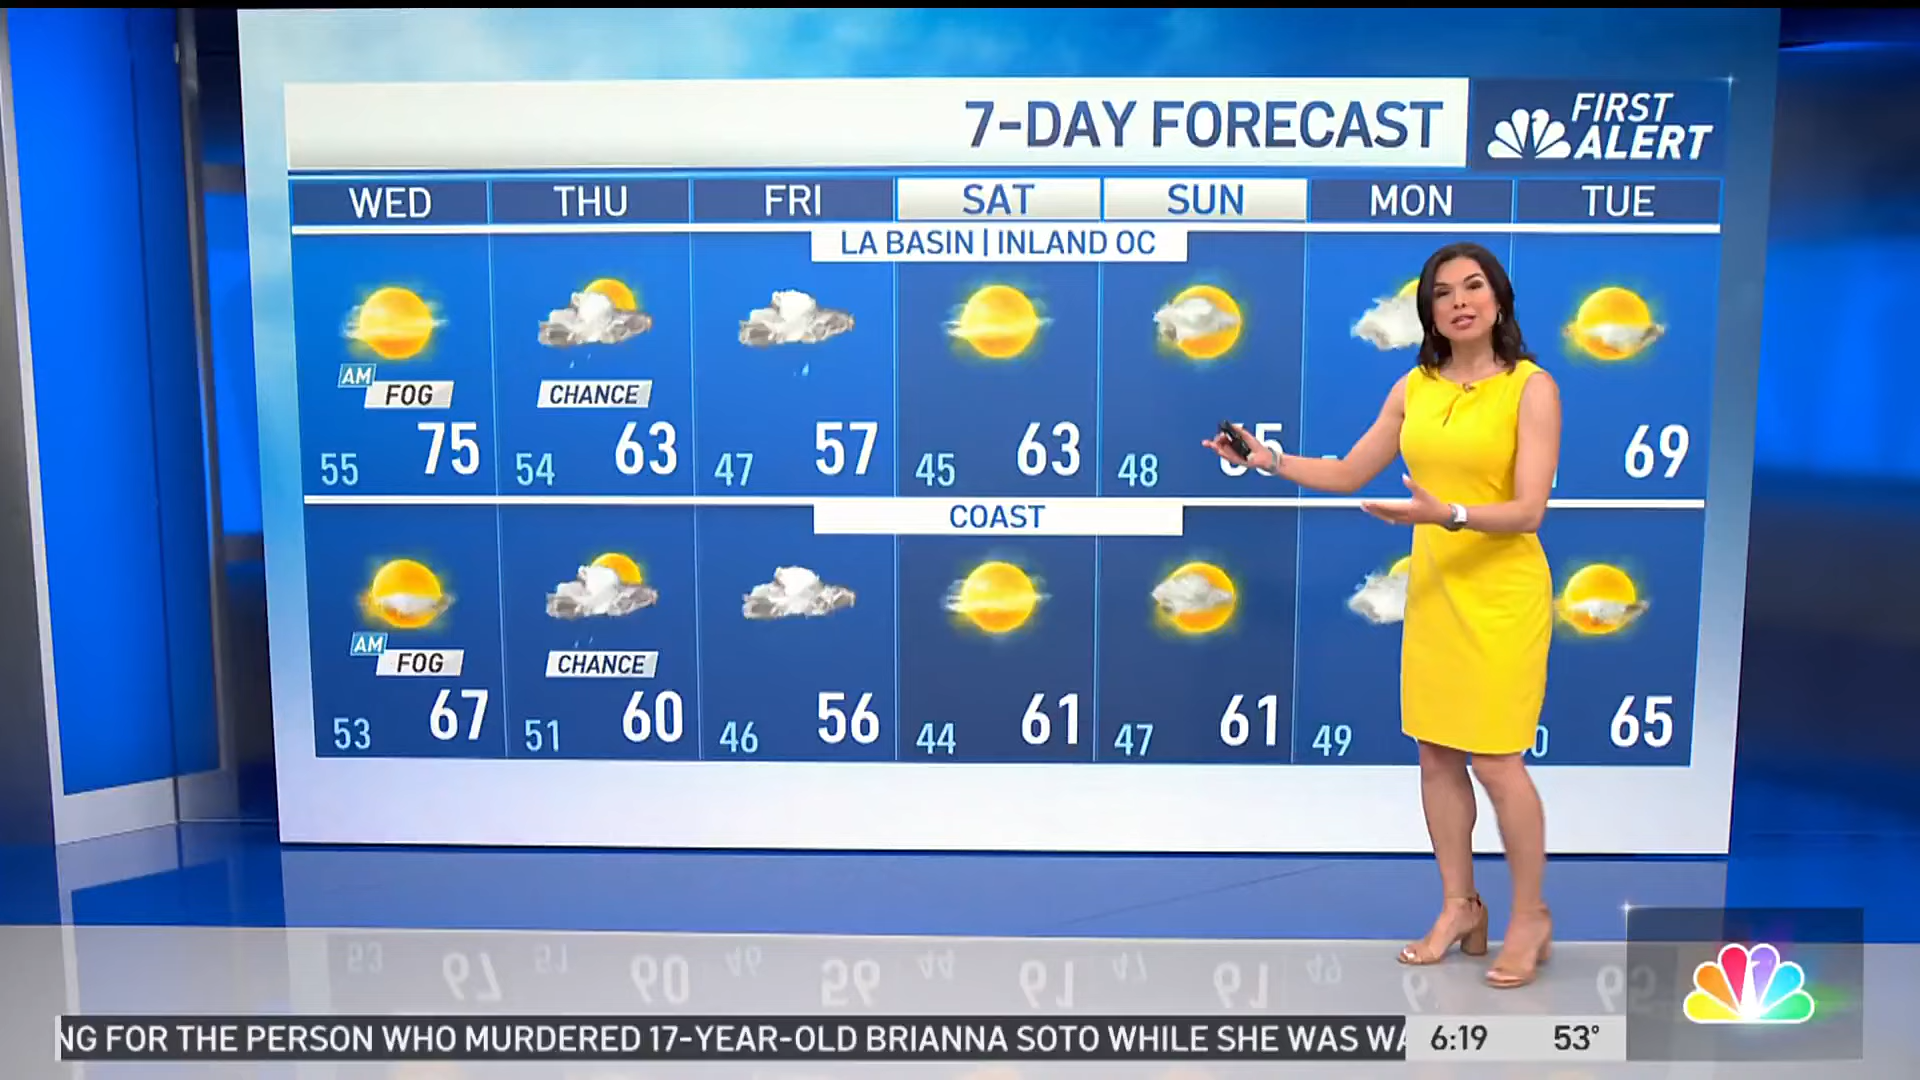 7-DAY FORECAST
FIRST
ALERT
WED THU FRI SAT SUN MON TUE
LA BASIN | INLAND OC
AM
FOG
CHANCE
55 75 54 63 47 57 45 63 48 69
COAST
AM
FOG
CHANCE
53 67 51 60 46 56 44 61 47 61 49 65
NG FOR THE PERSON WHO MURDERED 17-YEAR-OLD BRIANNA SOTO WHILE SHE WAS WA
6:19 53°